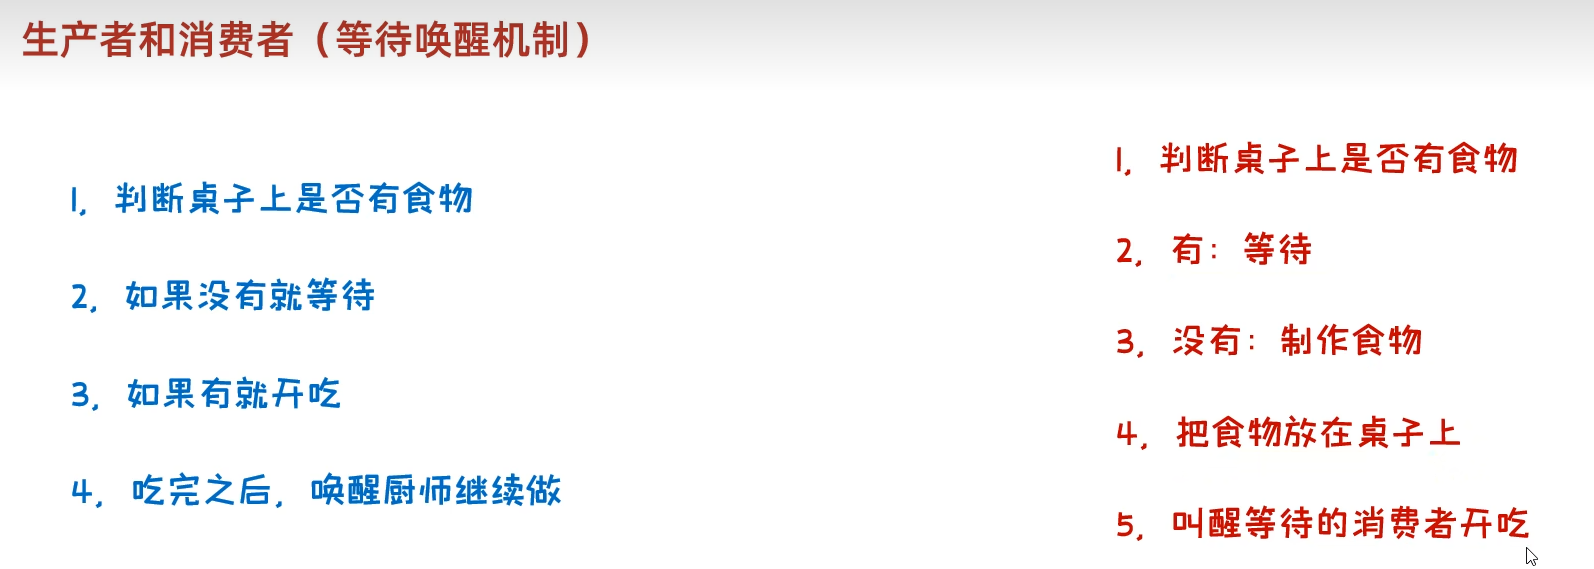 生产者和消费者（等待唤醒机制）
1，判断桌子上是否有食物
2，如果没有就等待
3，如果有就开吃
4，吃完之后，唤醒厨师继续做
1，判断桌子上是否有食物
2，有：等待
3，没有：制作食物
4，把食物放在桌子上
5，叫醒等待的消费者开吃